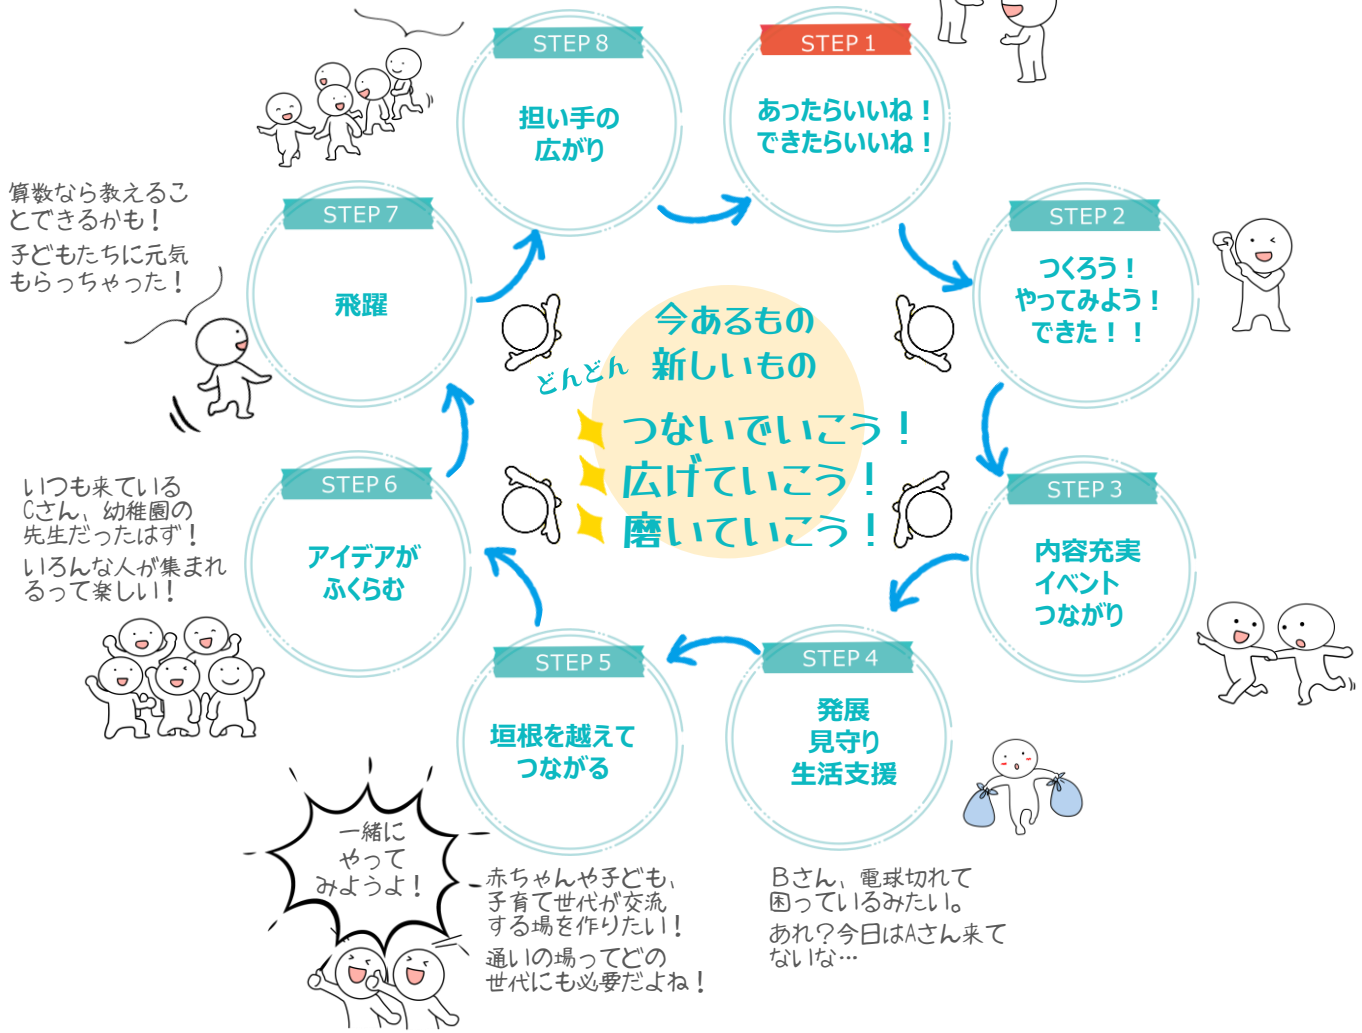 STEP 1
あったらいいね！
できたらいいね！
STEP 2
つくろう！
やってみよう！
できた！！
STEP 3
内容充実
イベント
つながり
STEP 4
発展
見守り
生活支援
Bさん、電球切れて
困っているみたい。
あれ？今日はAさん来て
ないな…
STEP 5
垣根を越えて
つながる
赤ちゃんや子ども、
子育て世代が交流
する場を作りたい！
通いの場ってどの
世代にも必要だよね！
一緒に
やって
みようよ！
STEP 6
アイデアが
ふくらむ
いつも来ている
Cさん、幼稚園の
先生だったはず！
いろんな人が集まれ
るって楽しい！
STEP 7
飛躍
算数なら教えるこ
とできるかも！
子どもたちに元気
もらっちゃった！
STEP 8
担い手の
広がり
今あるもの
新しいもの
どんどん
つないでいこう！
広げていこう！
磨いていこう！